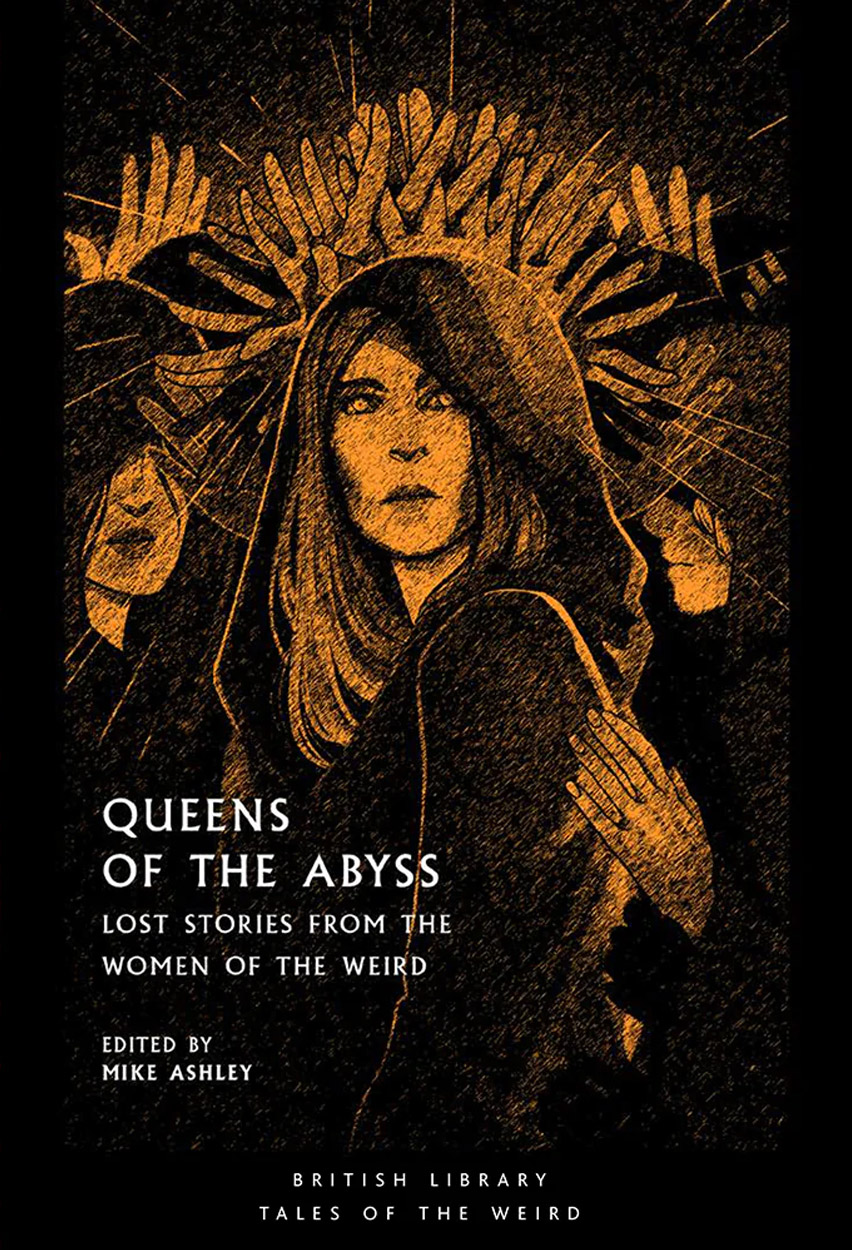 QUEENS
OF THE ABYSS
LOST STORIES FROM THE
WOMEN OF THE WEIRD
EDITED BY
MIKE ASHLEY
BRITISH LIBRARY
TALES OF THE WEIRD